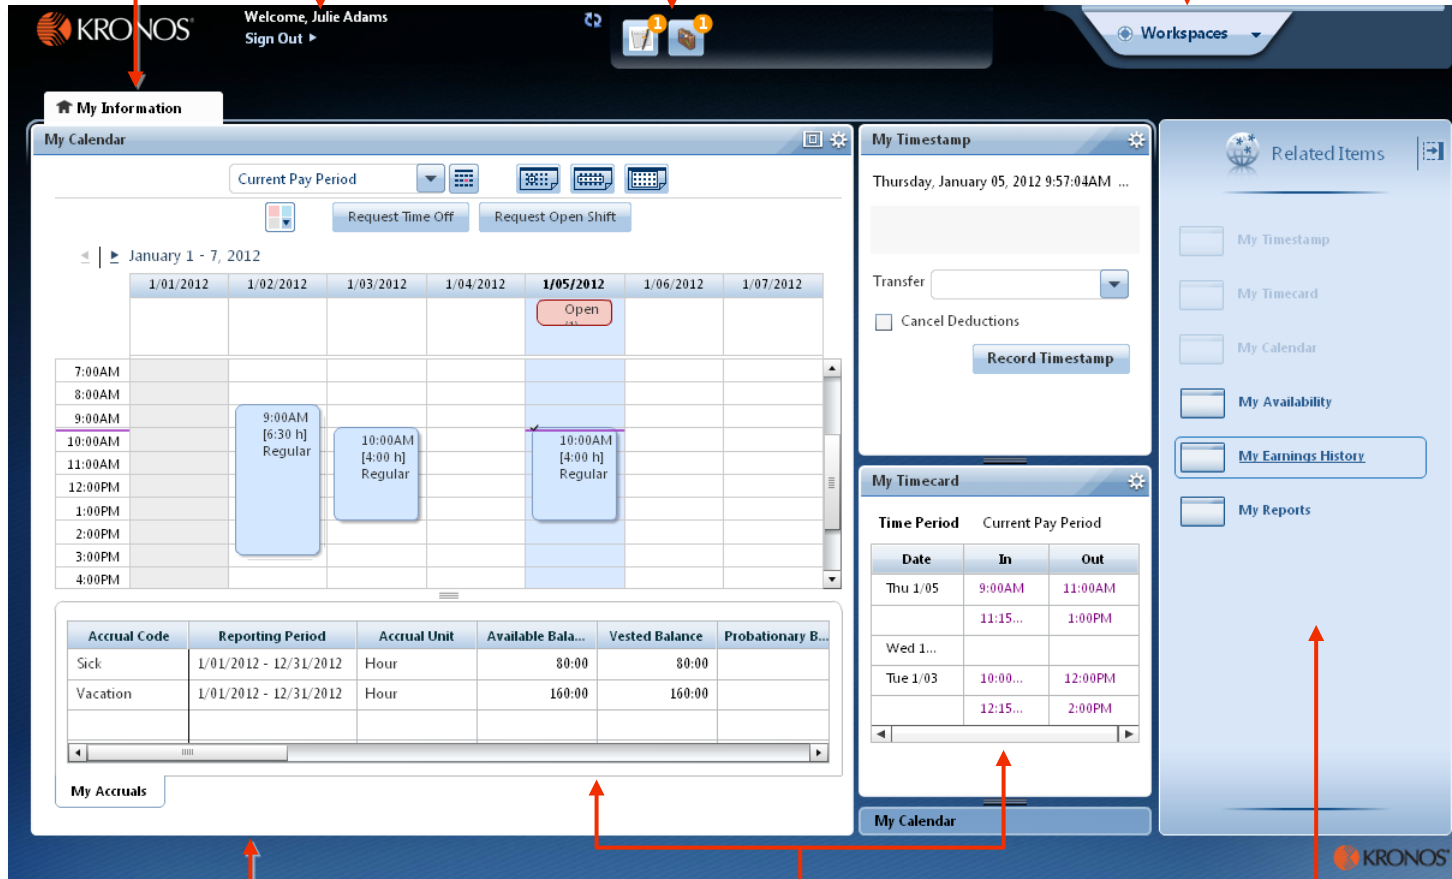 KRONOS
Welcome, Julie Adams
Sign Out
1
1
Workspaces
My Information
My Calendar
Current Pay Period
Request Time Off
Request Open Shift
January 1 - 7, 2012
1/01/2012 1/02/2012 1/03/2012 1/04/2012 1/05/2012 1/06/2012 1/07/2012
Open
7:00AM
8:00AM
9:00AM
10:00AM
11:00AM
12:00PM
1:00PM
2:00PM
3:00PM
4:00PM
9:00AM
[6:30 h]
Regular
10:00AM
[4:00 h]
Regular
10:00AM
[4:00 h]
Regular
Accrual Code Reporting Period Accrual Unit Available Bala... Vested Balance Probationary B...
Sick 1/01/2012 - 12/31/2012 Hour 80:00 80:00
Vacation 1/01/2012 - 12/31/2012 Hour 160:00 160:00
My Accruals
My Timestamp
Thursday, January 05, 2012 9:57:04AM ...
Transfer
Cancel Deductions
Record Timestamp
My Timecard
Time Period Current Pay Period
Date In Out
Thu 1/05 9:00AM 11:00AM
11:15... 1:00PM
Wed 1...
Tue 1/03 10:00... 12:00PM
12:15... 2:00PM
My Calendar
Related Items
My Timestamp
My Timecard
My Calendar
My Availability
My Earnings History
My Reports
KRONOS